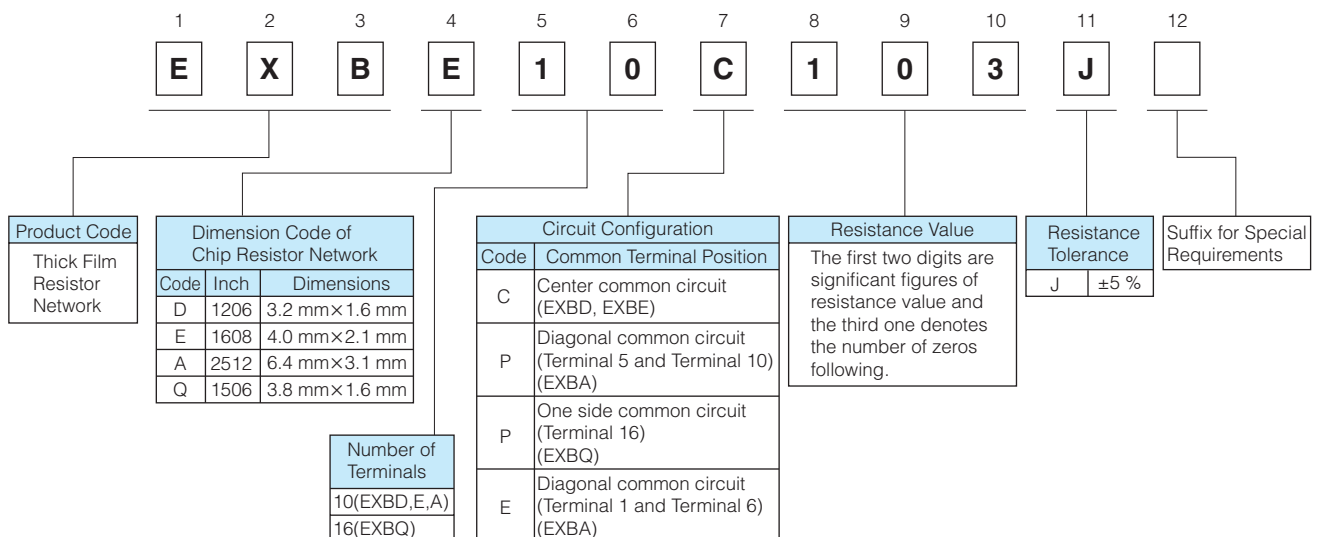 1 2 3 4 5 6 7 8 9 10 11 12
E X B E 1 0 C 1 0 3 J
Product Code
Thick Film
Resistor
Network
Dimension Code of
Chip Resistor Network
Code Inch Dimensions
D 1206 3.2 mm×1.6 mm
E 1608 4.0 mm×2.1 mm
A 2512 6.4 mm×3.1 mm
Q 1506 3.8 mm×1.6 mm
Number of
Terminals
10(EXBD,E,A)
16(EXBQ)
Circuit Configuration
Code Common Terminal Position
C Center common circuit
(EXBD, EXBE)
P Diagonal common circuit
(Terminal 5 and Terminal 10)
(EXBA)
P One side common circuit
(Terminal 16)
(EXBQ)
E Diagonal common circuit
(Terminal 1 and Terminal 6)
(EXBA)
Resistance Value
The first two digits are
significant figures of
resistance value and
the third one denotes
the number of zeros
following.
Resistance
Tolerance
J ±5 %
Suffix for Special
Requirements